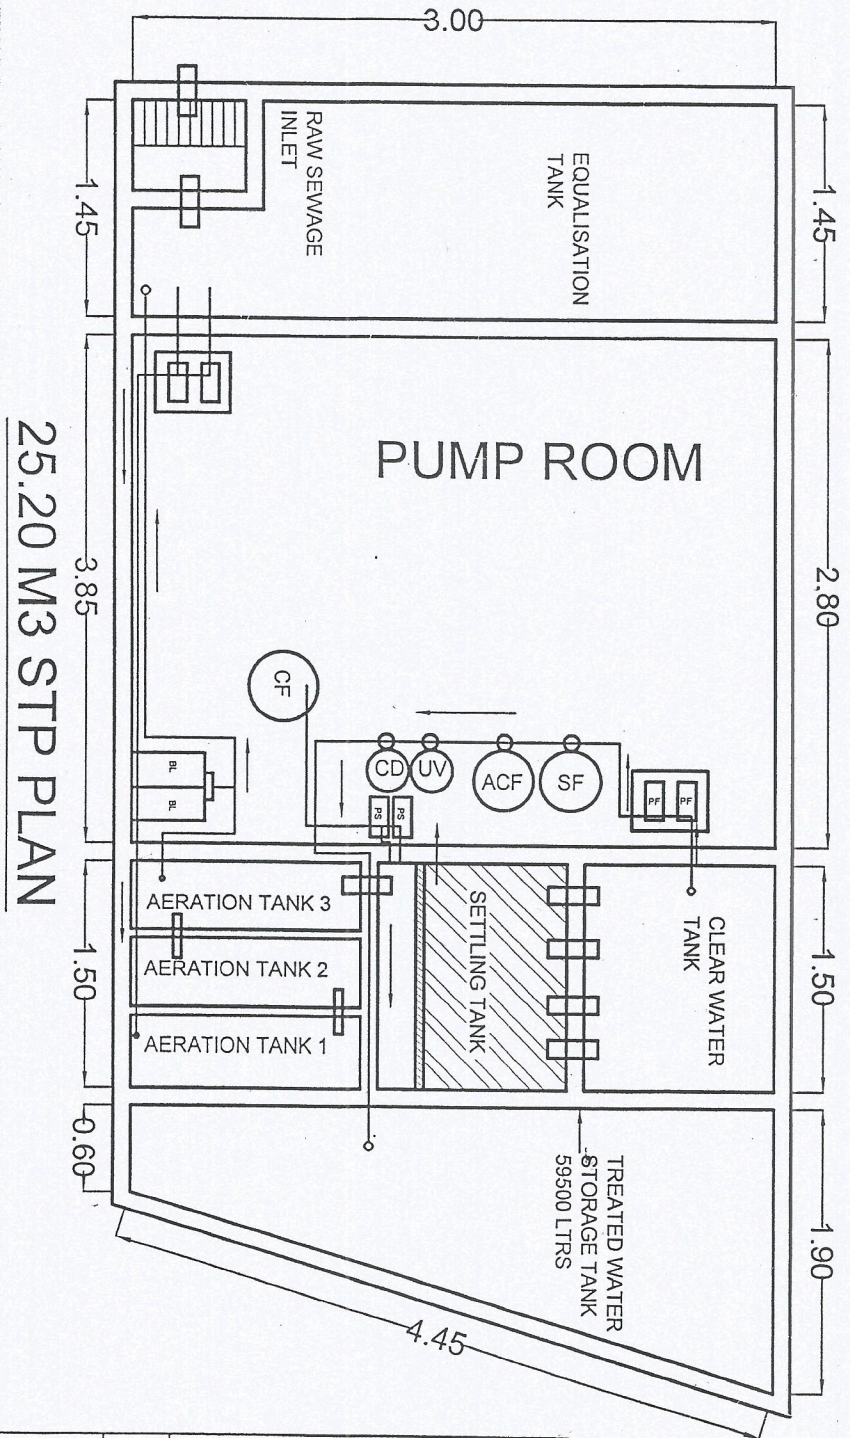 3.00
1.45
RAW SEWAGE
INLET
EQUALISATION
TANK
1.45
PUMP ROOM
3.85
2.80
CF
CD
UV
ACF
SF
PS
PS
PF
PF
BL
BL
AERATION TANK 3
AERATION TANK 2
AERATION TANK 1
SETTLING TANK
CLEAR WATER
TANK
1.50
1.50
0.60
TREATED WATER
STORAGE TANK
59500 LTRS
1.90
4.45
25.20 M3 STP PLAN